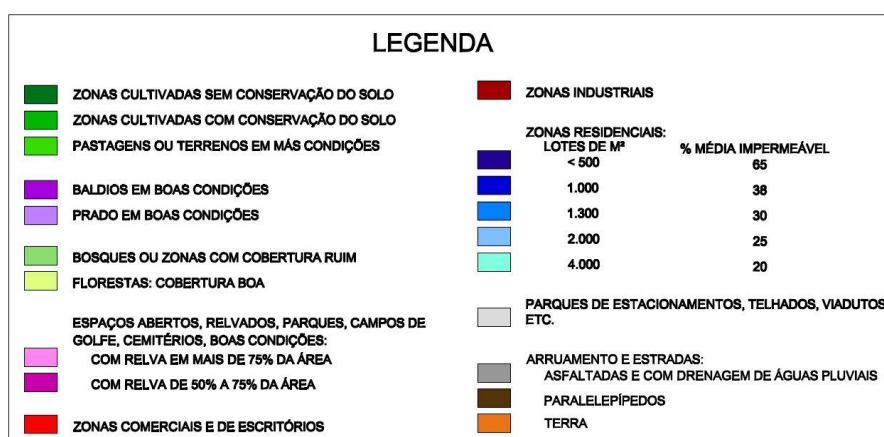 LEGENDA
ZONAS CULTIVADAS SEM CONSERVAÇÃO DO SOLO
ZONAS CULTIVADAS COM CONSERVAÇÃO DO SOLO
PASTAGENS OU TERRENOS EM MÁS CONDIÇÕES
BALDIOS EM BOAS CONDIÇÕES
PRADO EM BOAS CONDIÇÕES
BOSQUES OU ZONAS COM COBERTURA RUIM
FLORESTAS: COBERTURA BOA
ESPAÇOS ABERTOS, RELVADOS, PARQUES, CAMPOS DE
GOLFE, CEMITÉRIOS, BOAS CONDIÇÕES:
COM RELVA EM MAIS DE 75% DA ÁREA
COM RELVA DE 50% A 75% DA ÁREA
ZONAS COMERCIAIS E DE ESCRITÓRIOS
ZONAS INDUSTRIAIS
ZONAS RESIDENCIAIS:
LOTES DE M² % MÉDIA IMPERMEÁVEL
< 500 65
1.000 38
1.300 30
2.000 25
4.000 20
PARQUES DE ESTACIONAMENTOS, TELHADOS, VIADUTOS
ETC.
ARRUAMENTO E ESTRADAS:
ASFALTADAS E COM DRENAGEM DE ÁGUAS PLUVIAIS
PARALELEPÍPEDOS
TERRA